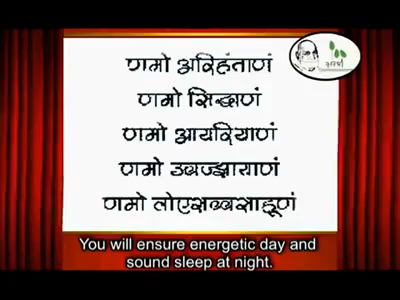 णमो अरिहंताणं
णमो सिद्धाणं
णमो आयरियाणं
णमो उवज्झायाणं
णमो लोएसव्वसाहूणं
You will ensure energetic day and
sound sleep at night.